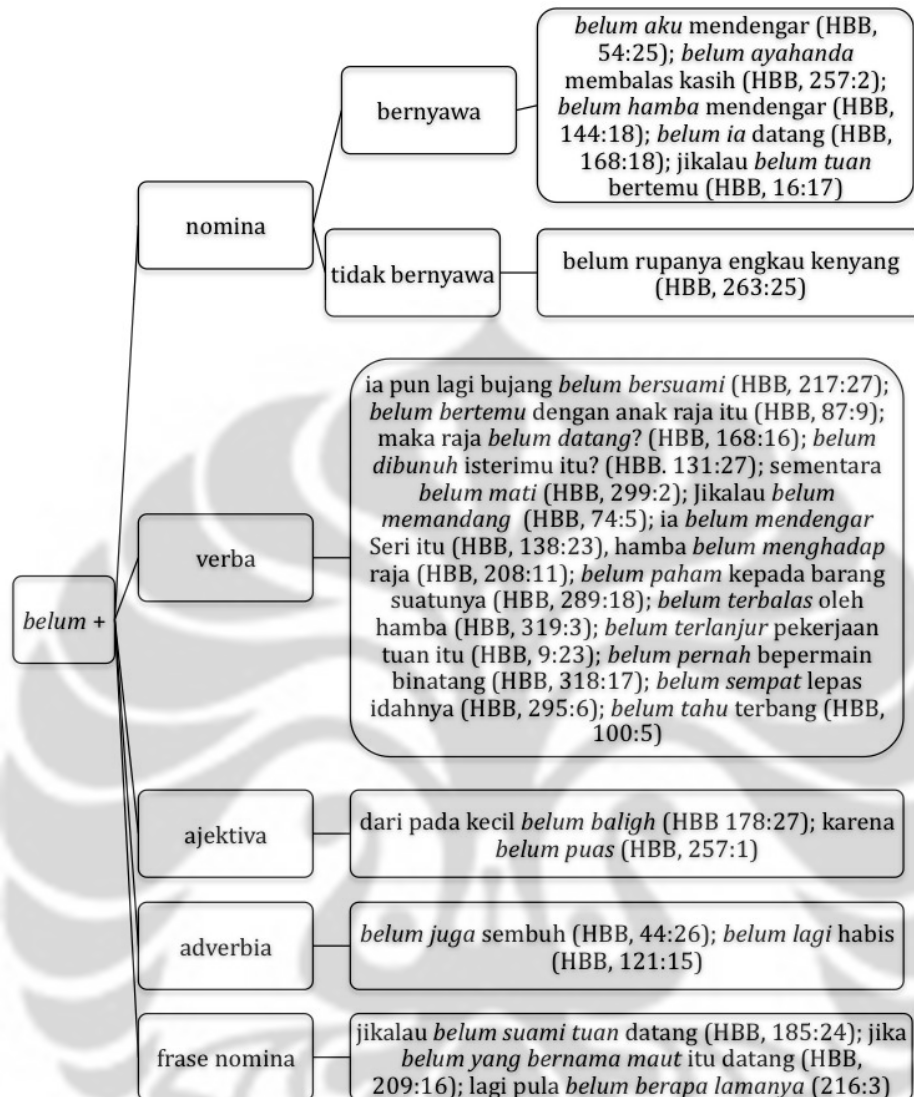 belum aku mendengar (HBB,
54:25); belum ayahanda
membalas kasih (HBB, 257:2);
belum hamba mendengar (HBB,
144:18); belum ia datang (HBB,
168:18); jikalau belum tuan
bertemu (HBB, 16:17)
bernyawa
nomina
tidak bernyawa
belum rupanya engkau kenyang
(HBB, 263:25)
ia pun lagi bujang belum bersuami (HBB, 217:27);
belum bertemu dengan anak raja itu (HBB, 87:9);
maka raja belum datang? (HBB, 168:16); belum
dibunuh isterimu itu? (HBB. 131:27); sementara
belum mati (HBB, 299:2); Jikalau belum
memandang (HBB, 74:5); ia belum mendengar
Seri itu (HBB, 138:23), hamba belum menghadap
raja (HBB, 208:11); belum paham kepada barang
suatunya (HBB, 289:18); belum terbalas oleh
hamba (HBB, 319:3); belum terlanjur pekerjaan
tuan itu (HBB, 9:23); belum pernah bepermain
binatang (HBB, 318:17); belum sempat lepas
idahnya (HBB, 295:6); belum tahu terbang (HBB,
100:5)
verba
belum +
ajektiva
dari pada kecil belum baligh (HBB 178:27); karena
belum puas (HBB, 257:1)
adverbia
belum juga sembuh (HBB, 44:26); belum lagi habis
(HBB, 121:15)
frase nomina
jikalau belum suami tuan datang (HBB, 185:24); jika
belum yang bernama maut itu datang (HBB,
209:16); lagi pula belum berapa lamanya (216:3)